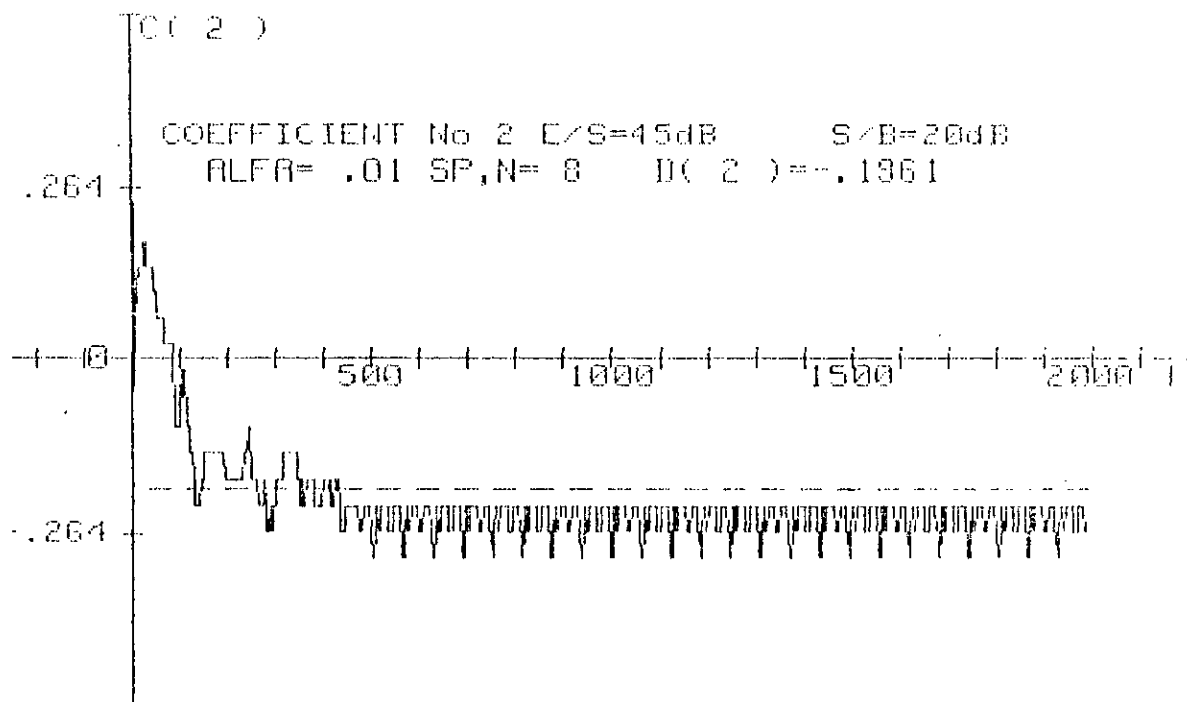 C( 2 )
COEFFICIENT No 2 E/S=45dB S/B=20dB
ALFA= .01 SP,N= 8 D( 2 )=-.1961
.264
0
500 1000 1500 2000
-.264